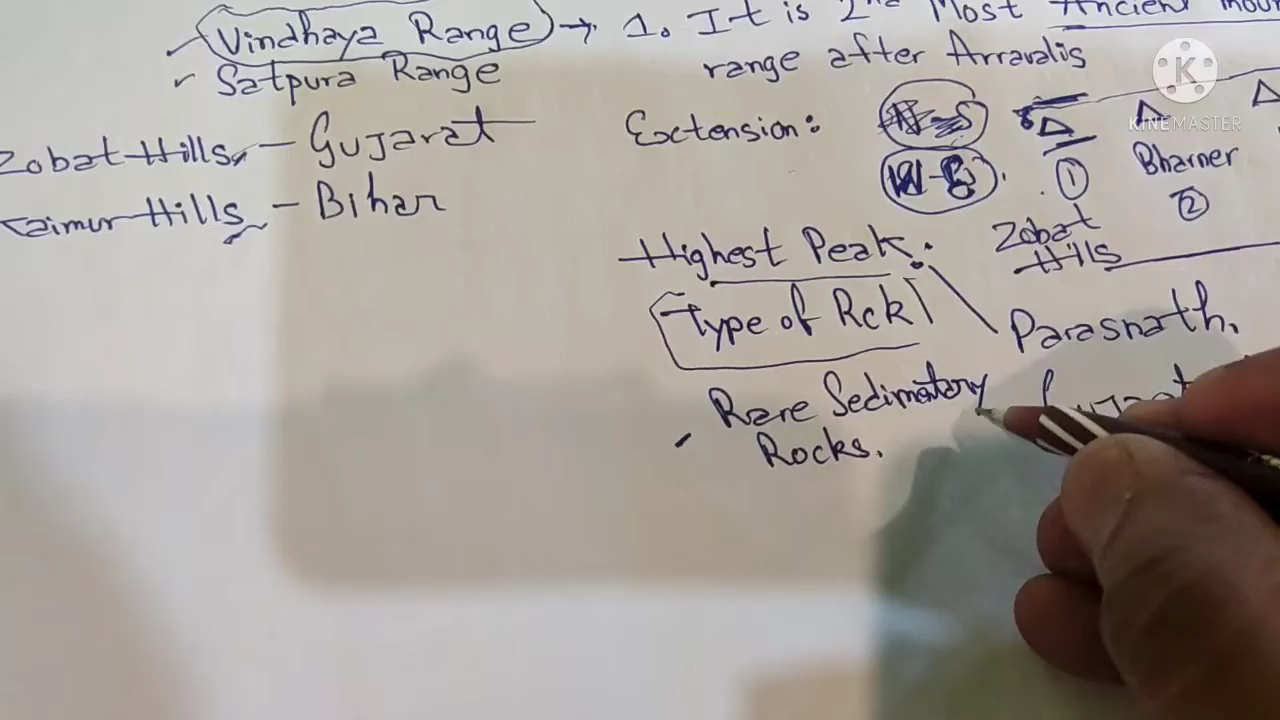 Vindhaya Range → 1. It is 2nd Most Ancient
Satpura Range
range after Arravalis
Zobat Hills - Gujarat
Kaimur Hills - Bihar
Extension:
N-S
W-E
①
Bharner
②
Zobat
Hills
Highest Peak:
Parasnath.
Type of Rck
Rare Sedimatory
Rocks.
K
KINEMASTER